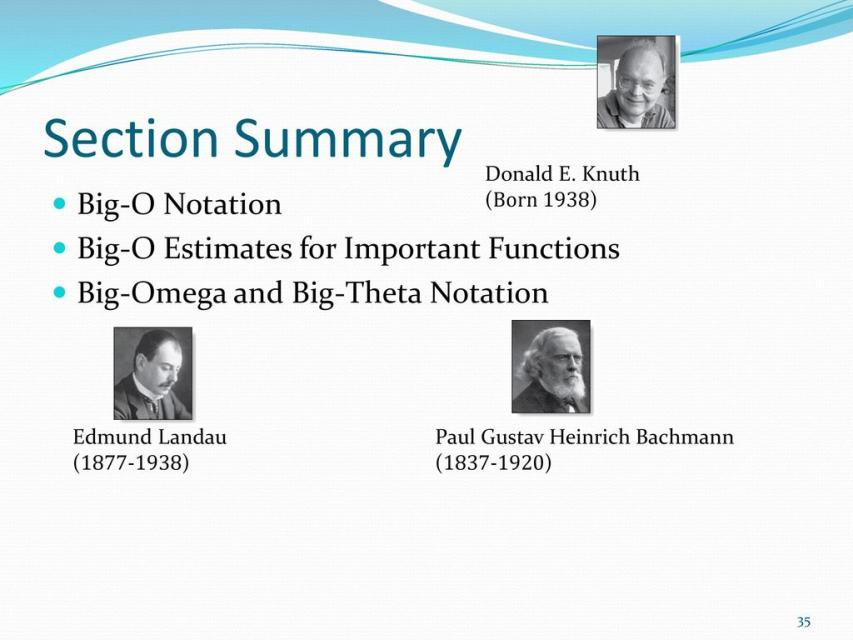 Section Summary
Donald E. Knuth
(Born 1938)
Big-O Notation
Big-O Estimates for Important Functions
Big-Omega and Big-Theta Notation
Edmund Landau
(1877-1938)
Paul Gustav Heinrich Bachmann
(1837-1920)
35